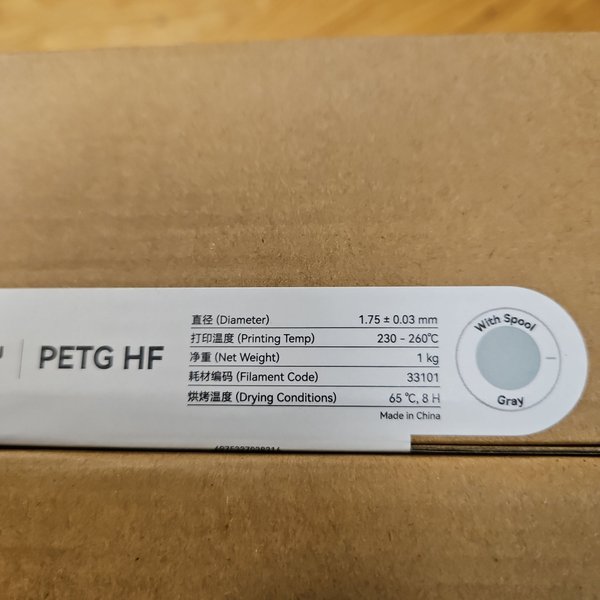 PETG HF
直径 (Diameter) 1.75 ± 0.03 mm
打印温度 (Printing Temp) 230 - 260℃
净重 (Net Weight) 1 kg
耗材编码 (Filament Code) 33101
烘烤温度 (Drying Conditions) 65 ℃, 8 H
Made in China
With Spool
Gray